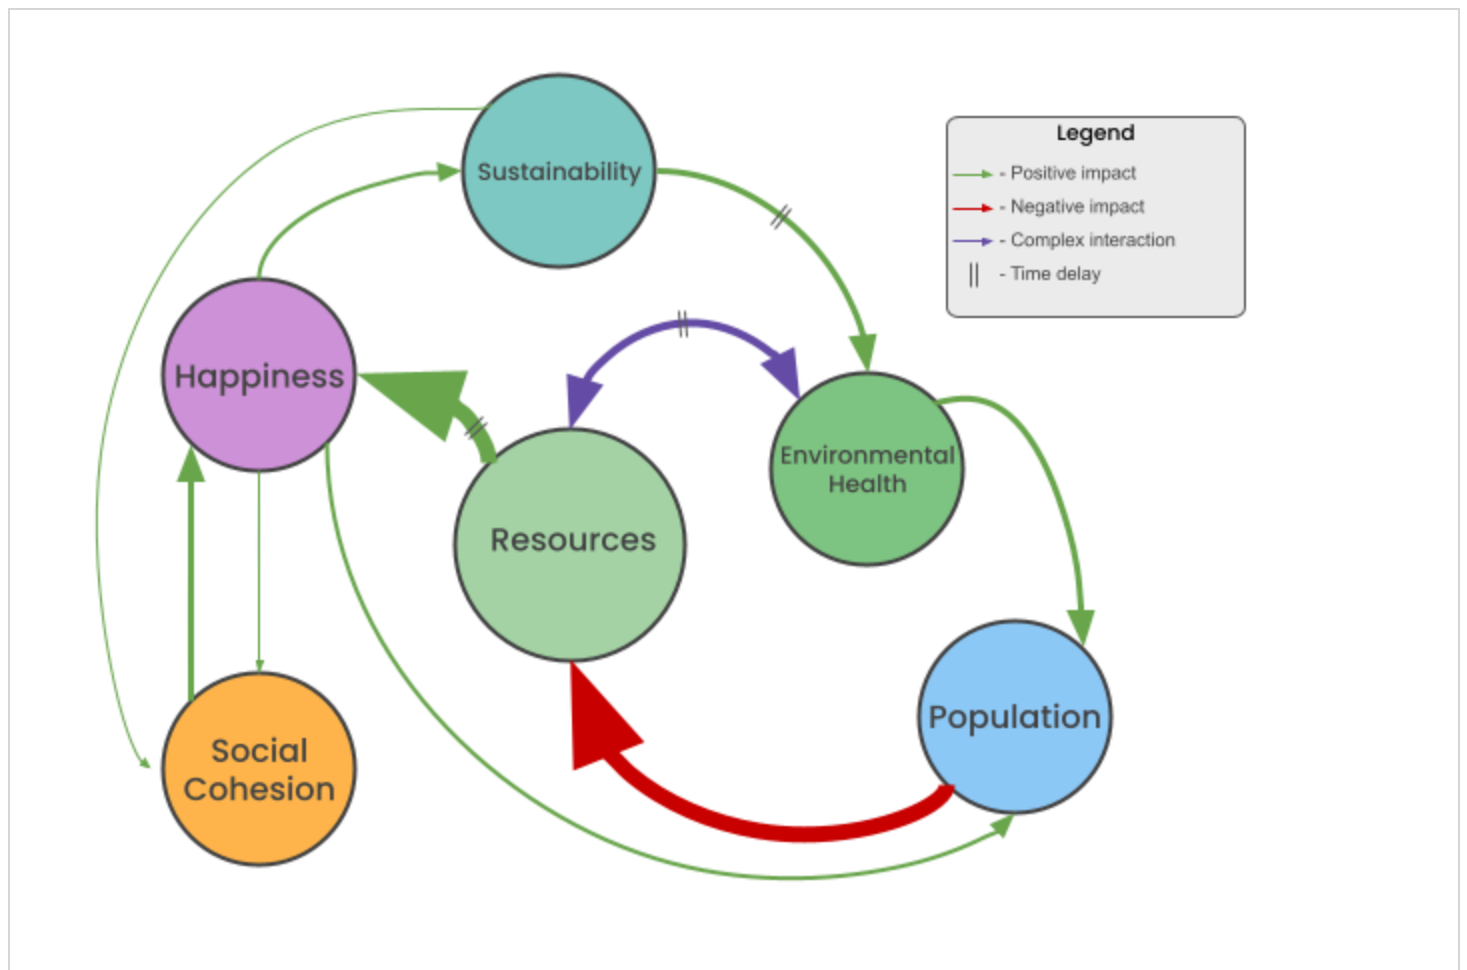 Sustainability
Legend
- Positive impact
- Negative impact
- Complex interaction
- Time delay
Happiness
Environmental
Health
Resources
Population
Social
Cohesion